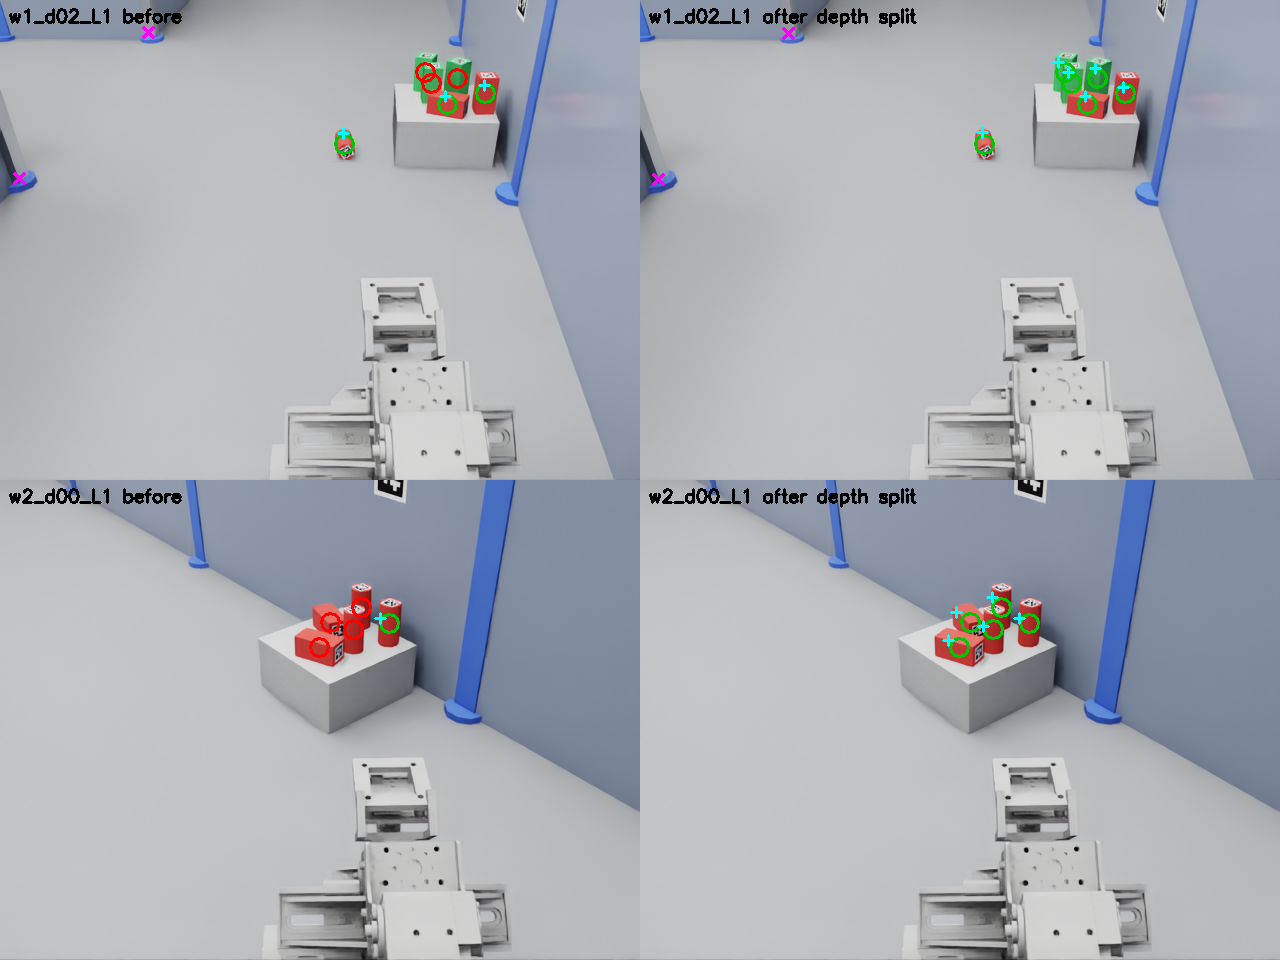 w1_d02_L1 before
w1_d02_L1 after depth split
w2_d00_L1 before
w2_d00_L1 after depth split